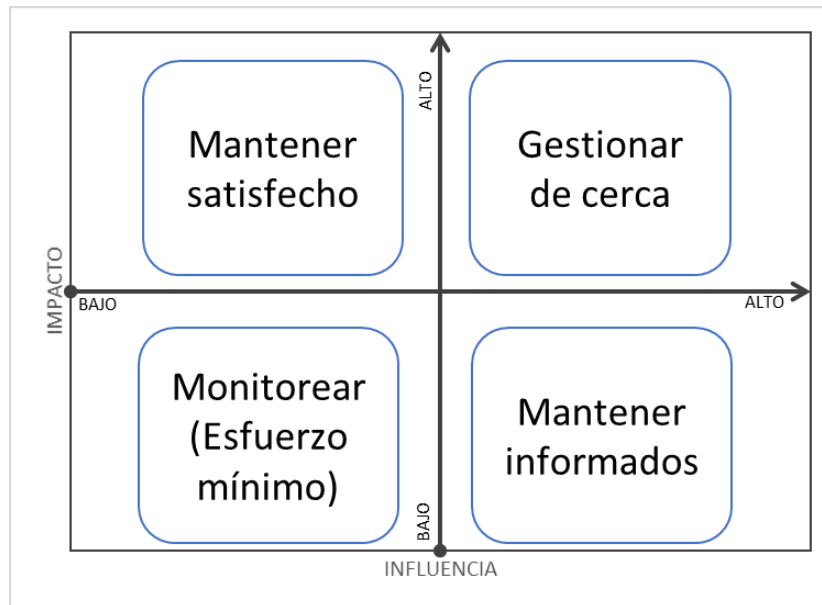 ALTO
Mantener
satisfecho
Gestionar
de cerca
IMPACTO
BAJO
ALTO
Monitorear
(Esfuerzo
mínimo)
Mantener
informados
BAJO
INFLUENCIA